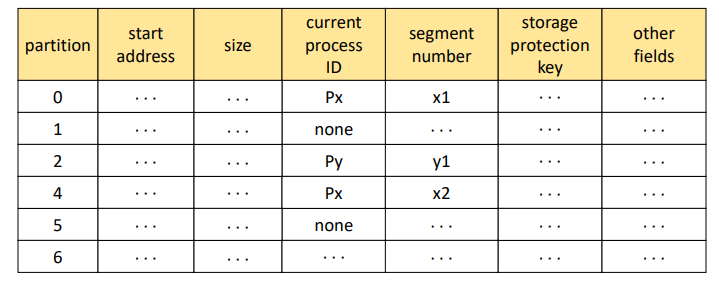 partition | start address | size | current process ID | segment number | storage protection key | other fields
0 | ··· | ··· | Px | x1 | ··· | ···
1 | ··· | ··· | none | ··· | ··· | ···
2 | ··· | ··· | Py | y1 | ··· | ···
4 | ··· | ··· | Px | x2 | ··· | ···
5 | ··· | ··· | none | ··· | ··· | ···
6 | ··· | ··· | ··· | ··· | ··· | ···